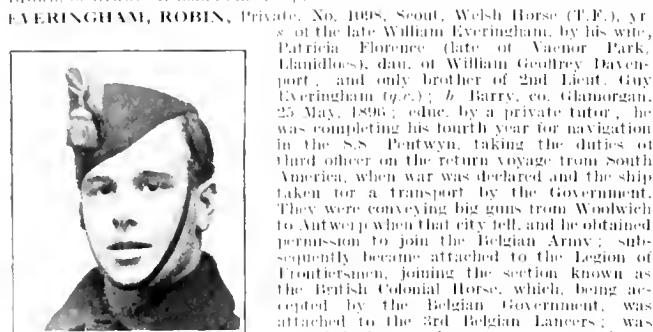 EVERINGHAM, ROBIN, Private, No. 1098, Scout, Welsh Horse (T.F.), yr.
s. of the late William Everingham, by his wife,
Patricia Florence (late of Vaenor Park,
Llanidloes), dau. of William Geoffrey Daven-
port, and only brother of 2nd Lieut. Guy
Everingham (q.v.); b. Barry, co. Glamorgan,
25 May, 1896; educ. by a private tutor, he
was completing his fourth year for navigation
in the S.S. Pentwyn, taking the duties of
third officer on the return voyage from South
America, when war was declared and the ship
taken for a transport by the Government.
They were conveying big guns from Woolwich
to Antwerp when that city fell, and he obtained
permission to join the Belgian Army; sub-
sequently became attached to the Legion of
Frontiersmen, joining the section known as
the British Colonial Horse, which, being ac-
cepted by the Belgian Government, was
attached to the 3rd Belgian Lancers; was